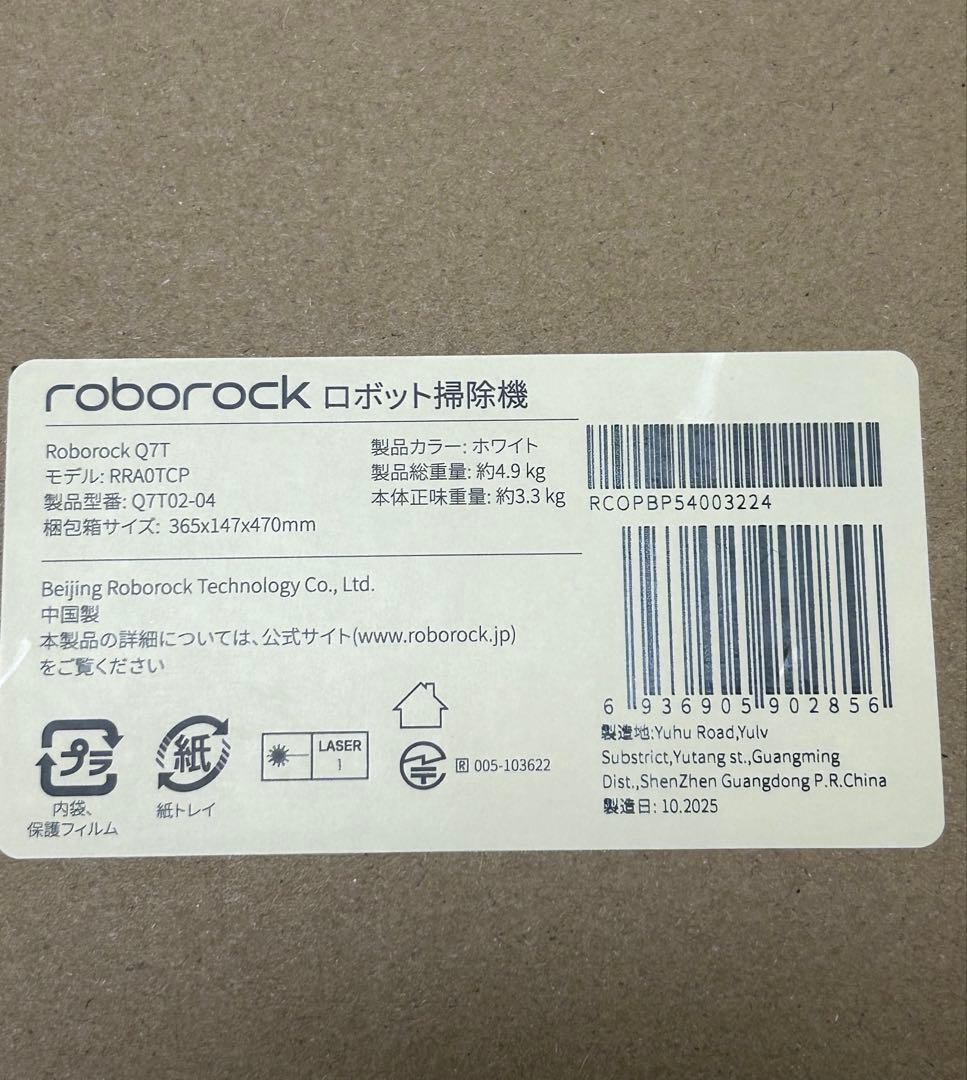 roborock ロボット掃除機
Roborock Q7T
モデル: RRA0TCP
製品型番: Q7T02-04
梱包箱サイズ: 365x147x470mm
製品カラー: ホワイト
製品総重量: 約4.9 kg
本体正味重量: 約3.3 kg
RCOPBP54003224
Beijing Roborock Technology Co., Ltd.
中国製
本製品の詳細については、公式サイト(www.roborock.jp)
をご覧ください
6 936905 902856
製造地:Yuhu Road,Yulv
Substrict,Yutang st.,Guangming
Dist.,ShenZhen Guangdong P.R.China
製造日: 10.2025
プラ
内袋、
保護フィルム
紙
紙トレイ
LASER
1
R 005-103622